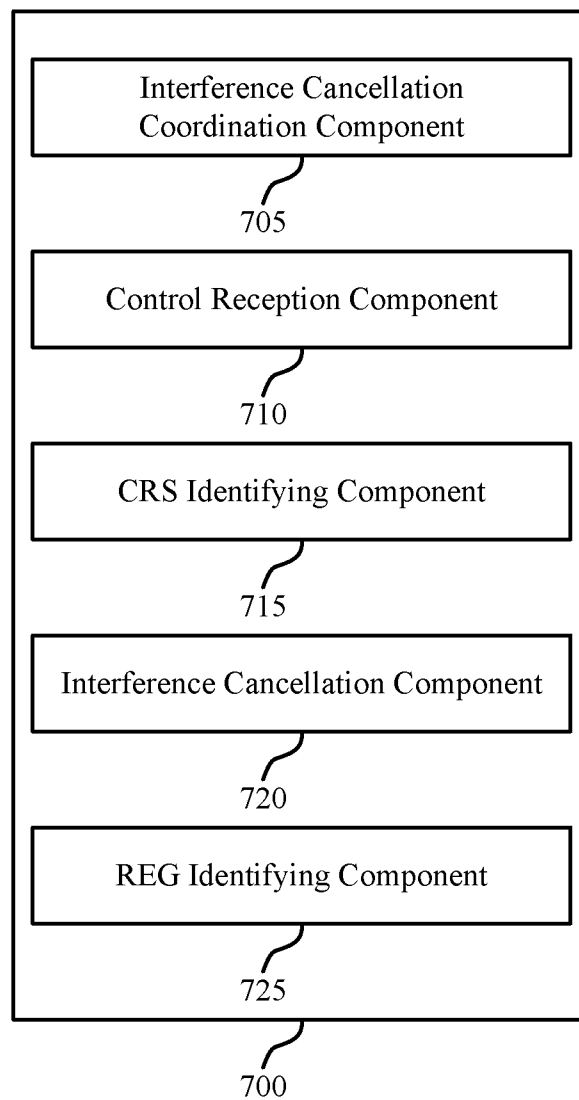 Interference Cancellation
Coordination Component
705
Control Reception Component
710
CRS Identifying Component
715
Interference Cancellation Component
720
REG Identifying Component
725
700